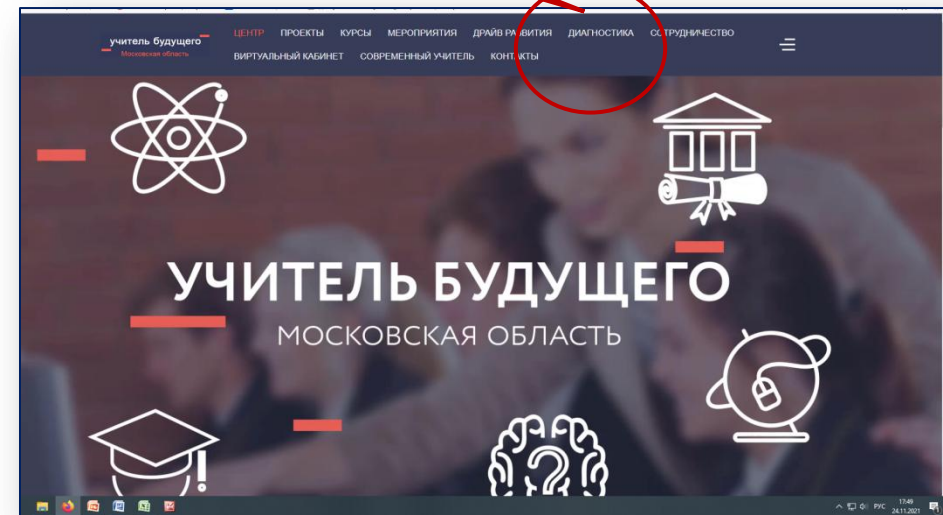 учитель будущего
Московская область
ЦЕНТР ПРОЕКТЫ КУРСЫ МЕРОПРИЯТИЯ ДРАЙВ РАЗВИТИЯ ДИАГНОСТИКА СОТРУДНИЧЕСТВО
ВИРТУАЛЬНЫЙ КАБИНЕТ СОВРЕМЕННЫЙ УЧИТЕЛЬ КОНТАКТЫ
УЧИТЕЛЬ БУДУЩЕГО
МОСКОВСКАЯ ОБЛАСТЬ
РУС
17:49
24.11.2021